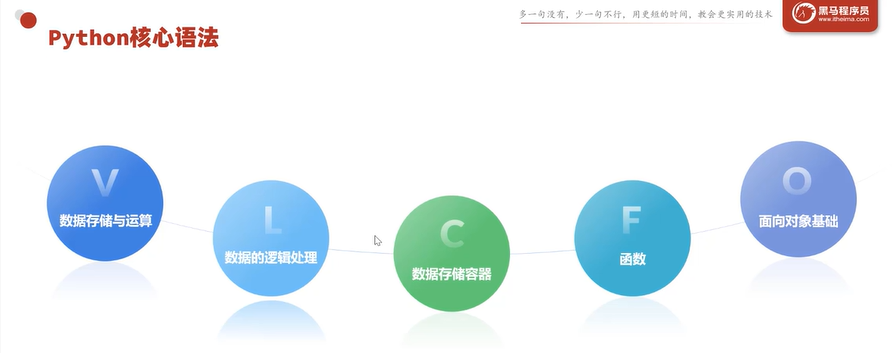 多一句没有，少一句不行，用更短的时间，教会更实用的技术
黑马程序员
www.itheima.com
Python核心语法
V
数据存储与运算
L
数据的逻辑处理
C
数据存储容器
F
函数
O
面向对象基础